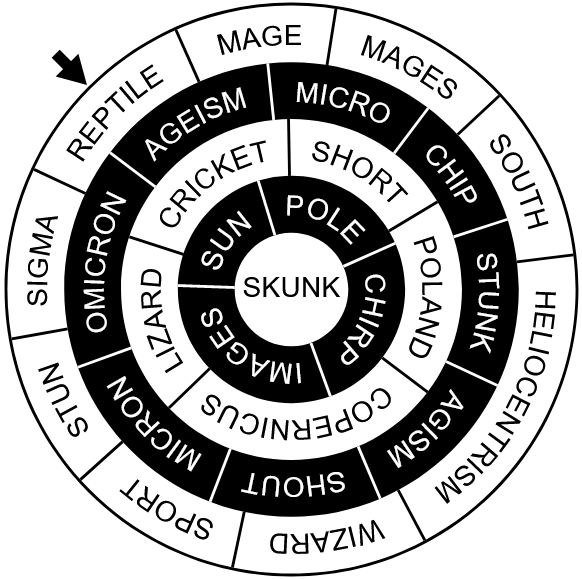 REPTILE
MAGE
MAGES
SOUTH
HELIOCENTRISM
WIZARD
SPORT
STUN
SIGMA
OMICRON
AGEISM
MICRO
CHIP
STUNK
AGISM
SHOUT
MICRON
LIZARD
CRICKET
SHORT
POLAND
COPERNICUS
SUN
POLE
CHIRP
IMAGES
SKUNK